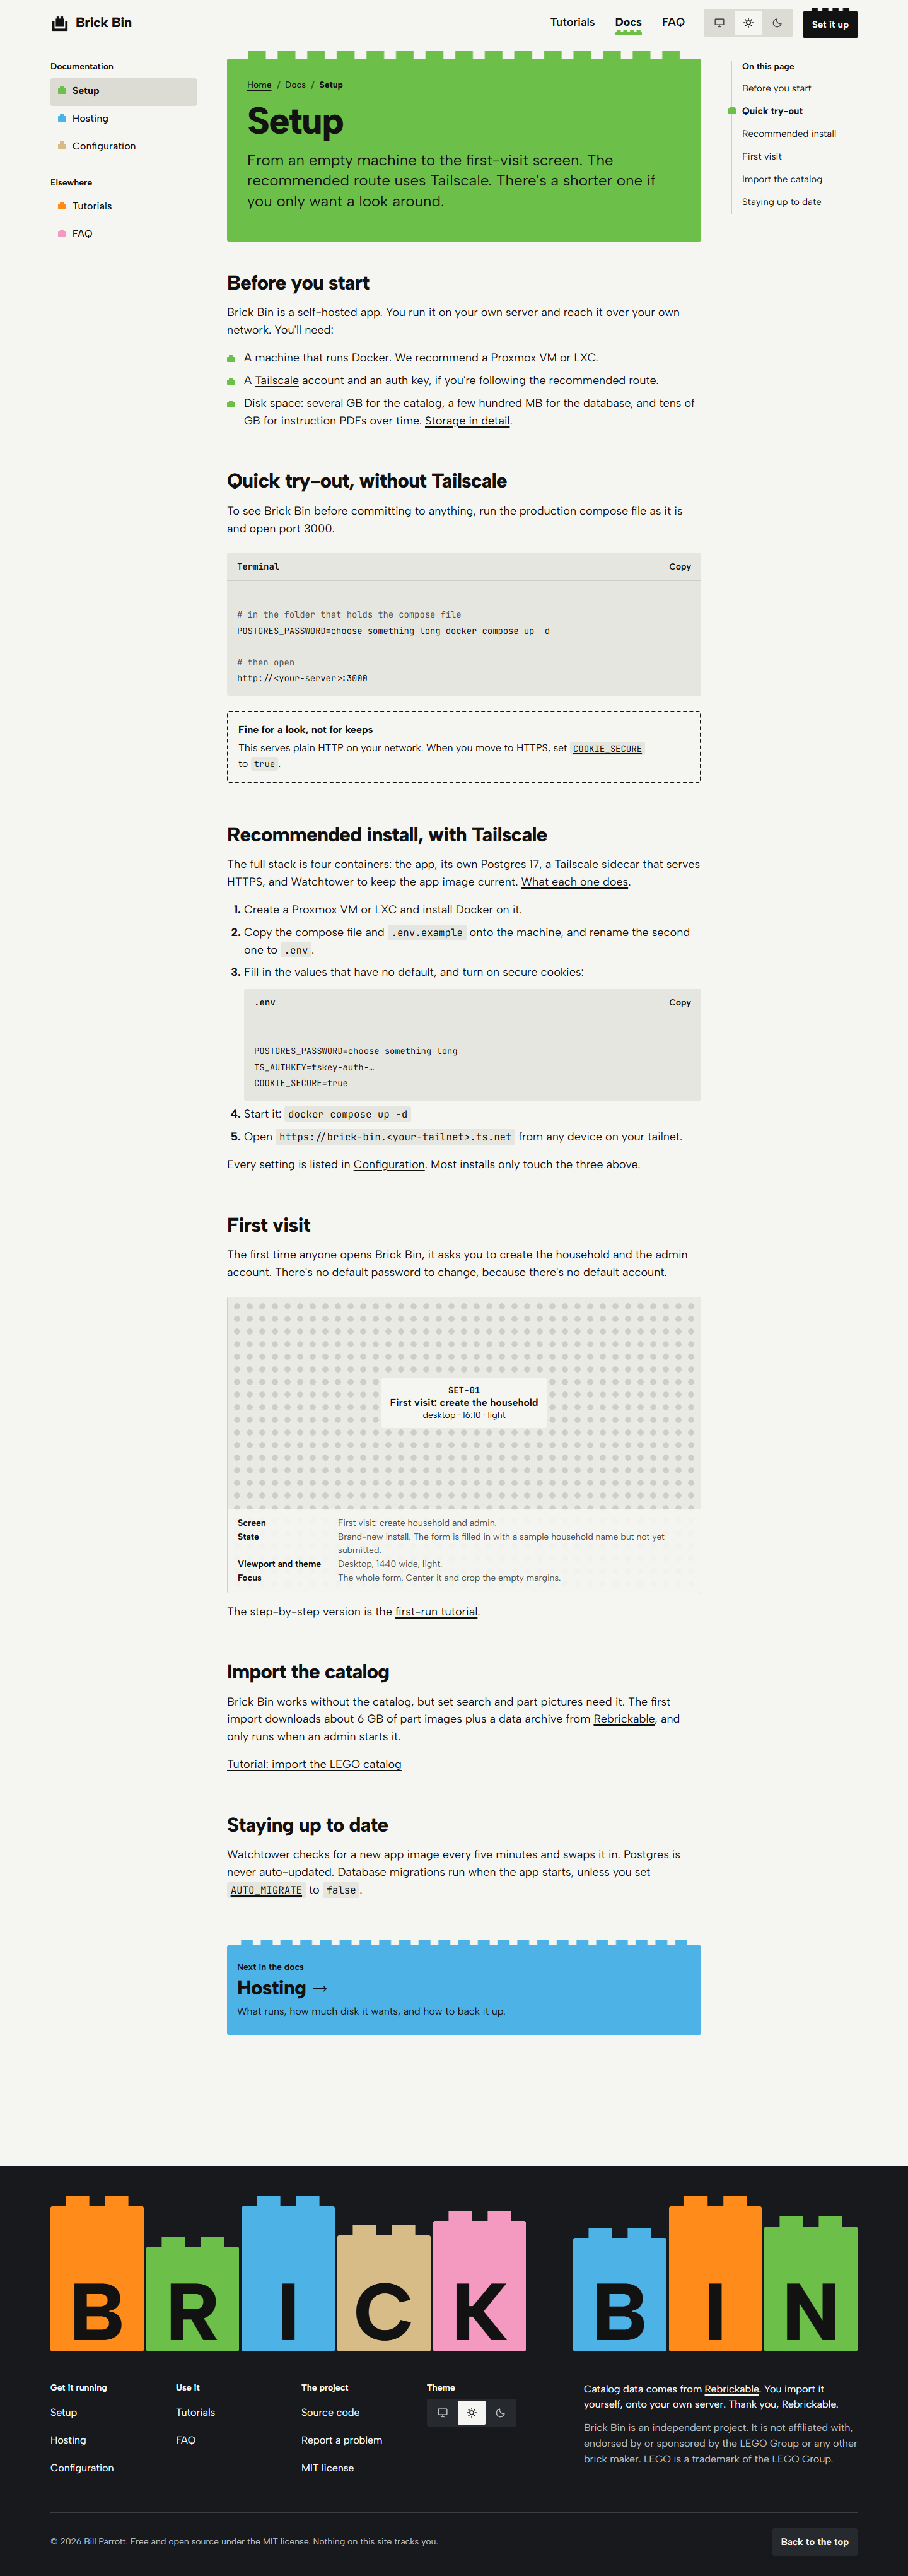 Brick Bin
Tutorials
Docs
FAQ
Set it up
Documentation
Setup
Hosting
Configuration
Elsewhere
Tutorials
FAQ
Home / Docs / Setup
Setup
From an empty machine to the first-visit screen. The
recommended route uses Tailscale. There's a shorter one if
you only want a look around.
On this page
Before you start
Quick try-out
Recommended install
First visit
Import the catalog
Staying up to date
Before you start
Brick Bin is a self-hosted app. You run it on your own server and reach it over your own
network. You'll need:
A machine that runs Docker. We recommend a Proxmox VM or LXC.
A Tailscale account and an auth key, if you're following the recommended route.
Disk space: several GB for the catalog, a few hundred MB for the database, and tens of
GB for instruction PDFs over time. Storage in detail.
Quick try-out, without Tailscale
To see Brick Bin before committing to anything, run the production compose file as it is
and open port 3000.
Terminal
Copy
# in the folder that holds the compose file
POSTGRES_PASSWORD=choose-something-long docker compose up -d
# then open
http://<your-server>:3000
Fine for a look, not for keeps
This serves plain HTTP on your network. When you move to HTTPS, set COOKIE_SECURE
to true.
Recommended install, with Tailscale
The full stack is four containers: the app, its own Postgres 17, a Tailscale sidecar that serves
HTTPS, and Watchtower to keep the app image current. What each one does.
1. Create a Proxmox VM or LXC and install Docker on it.
2. Copy the compose file and .env.example onto the machine, and rename the second
one to .env.
3. Fill in the values that have no default, and turn on secure cookies:
.env
Copy
POSTGRES_PASSWORD=choose-something-long
TS_AUTHKEY=tskey-auth-…
COOKIE_SECURE=true
4. Start it: docker compose up -d
5. Open https://brick-bin.<your-tailnet>.ts.net from any device on your tailnet.
Every setting is listed in Configuration. Most installs only touch the three above.
First visit
The first time anyone opens Brick Bin, it asks you to create the household and the admin
account. There's no default password to change, because there's no default account.
SET-01
First visit: create the household
desktop · 16:10 · light
Screen
First visit: create household and admin.
State
Brand-new install. The form is filled in with a sample household name but not yet
submitted.
Viewport and theme
Desktop, 1440 wide, light.
Focus
The whole form. Center it and crop the empty margins.
The step-by-step version is the first-run tutorial.
Import the catalog
Brick Bin works without the catalog, but set search and part pictures need it. The first
import downloads about 6 GB of part images plus a data archive from Rebrickable, and
only runs when an admin starts it.
Tutorial: import the LEGO catalog
Staying up to date
Watchtower checks for a new app image every five minutes and swaps it in. Postgres is
never auto-updated. Database migrations run when the app starts, unless you set
AUTO_MIGRATE to false.
Next in the docs
Hosting →
What runs, how much disk it wants, and how to back it up.
BRICK BIN
Get it running
Setup
Hosting
Configuration
Use it
Tutorials
FAQ
The project
Source code
Report a problem
MIT license
Theme
Catalog data comes from Rebrickable. You import it
yourself, onto your own server. Thank you, Rebrickable.
Brick Bin is an independent project. It is not affiliated with,
endorsed by or sponsored by the LEGO Group or any other
brick maker. LEGO is a trademark of the LEGO Group.
© 2026 Bill Parrott. Free and open source under the MIT license. Nothing on this site tracks you.
Back to the top